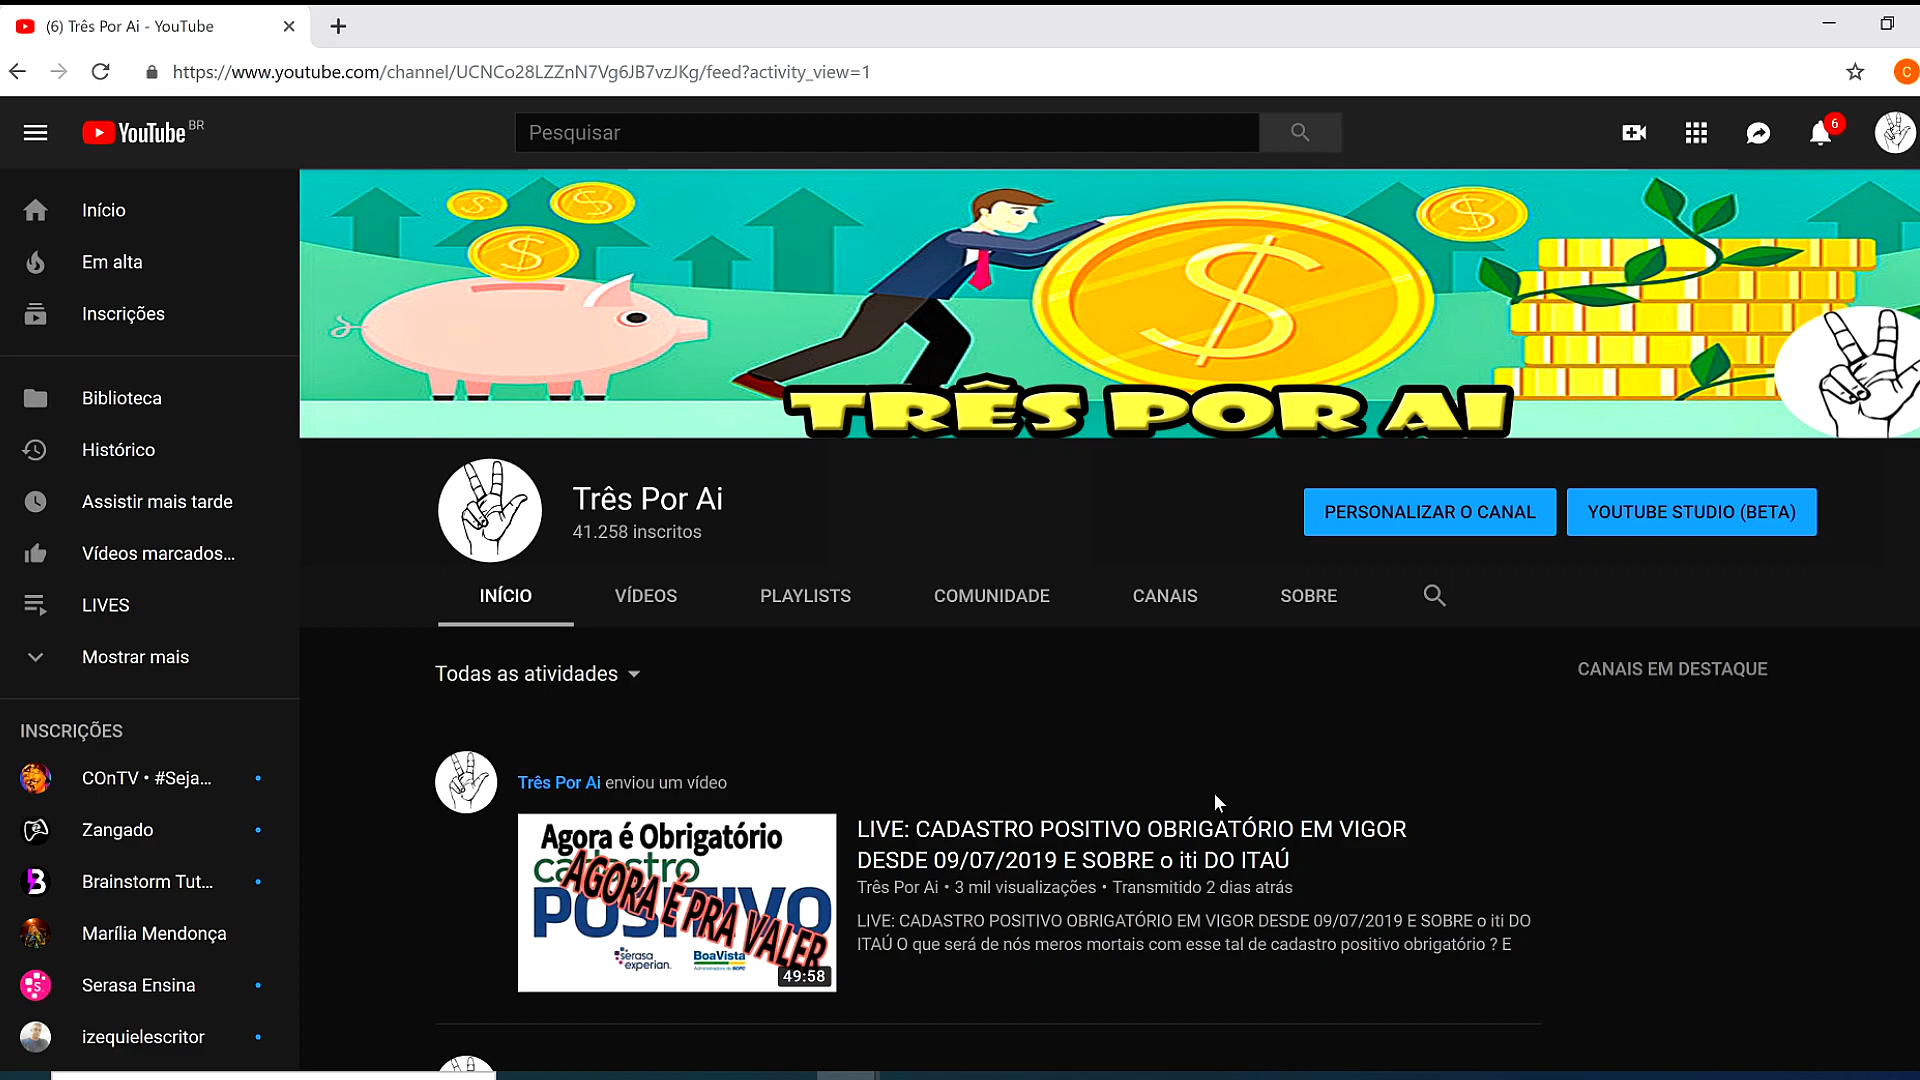 (6) Três Por Ai - YouTube
https://www.youtube.com/channel/UCNCo28LZZnN7Vg6JB7vzJKg/feed?activity_view=1
C
YouTube BR
Pesquisar
6
Início
Em alta
Inscrições
Biblioteca
Histórico
Assistir mais tarde
Vídeos marcados...
LIVES
Mostrar mais
INSCRIÇÕES
COnTV • #Seja...
Zangado
Brainstorm Tut...
Marília Mendonça
Serasa Ensina
izequielescritor
TRÊS POR AI
Três Por Ai
41.258 inscritos
PERSONALIZAR O CANAL
YOUTUBE STUDIO (BETA)
INÍCIO VÍDEOS PLAYLISTS COMUNIDADE CANAIS SOBRE
Todas as atividades
CANAIS EM DESTAQUE
Três Por Ai enviou um vídeo
Agora é Obrigatório
cadastro
POSITIVO
AGORA É PRA VALER
serasa experian.
BoaVista
49:58
LIVE: CADASTRO POSITIVO OBRIGATÓRIO EM VIGOR
DESDE 09/07/2019 E SOBRE o iti DO ITAÚ
Três Por Ai • 3 mil visualizações • Transmitido 2 dias atrás
LIVE: CADASTRO POSITIVO OBRIGATÓRIO EM VIGOR DESDE 09/07/2019 E SOBRE o iti DO
ITAÚ O que será de nós meros mortais com esse tal de cadastro positivo obrigatório ? E